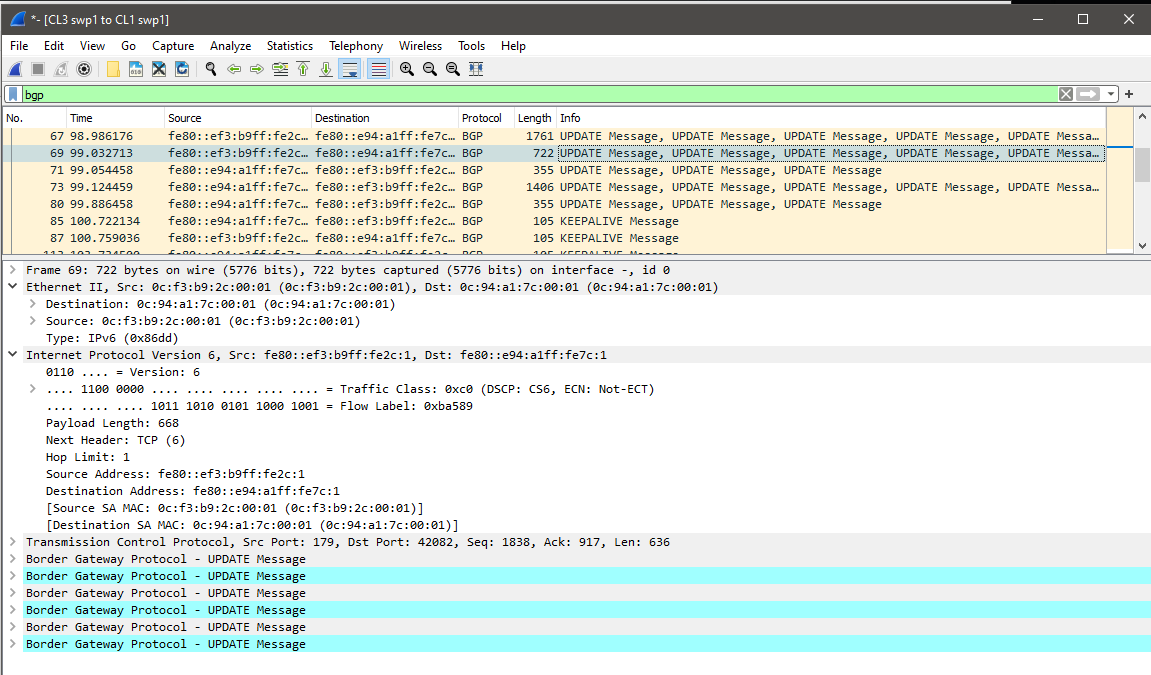 *- [CL3 swp1 to CL1 swp1]
File Edit View Go Capture Analyze Statistics Telephony Wireless Tools Help
bgp
No. Time Source Destination Protocol Length Info
67 98.986176 fe80::ef3:b9ff:fe2c… fe80::e94:a1ff:fe7c… BGP 1761 UPDATE Message, UPDATE Message, UPDATE Message, UPDATE Message, UPDATE Messa…
69 99.032713 fe80::ef3:b9ff:fe2c… fe80::e94:a1ff:fe7c… BGP 722 UPDATE Message, UPDATE Message, UPDATE Message, UPDATE Message, UPDATE Messa…
71 99.054458 fe80::e94:a1ff:fe7c… fe80::ef3:b9ff:fe2c… BGP 355 UPDATE Message, UPDATE Message, UPDATE Message
73 99.124459 fe80::e94:a1ff:fe7c… fe80::ef3:b9ff:fe2c… BGP 1406 UPDATE Message, UPDATE Message, UPDATE Message, UPDATE Message, UPDATE Messa…
80 99.886458 fe80::e94:a1ff:fe7c… fe80::ef3:b9ff:fe2c… BGP 355 UPDATE Message, UPDATE Message, UPDATE Message
85 100.722134 fe80::ef3:b9ff:fe2c… fe80::e94:a1ff:fe7c… BGP 105 KEEPALIVE Message
87 100.759036 fe80::e94:a1ff:fe7c… fe80::ef3:b9ff:fe2c… BGP 105 KEEPALIVE Message
Frame 69: 722 bytes on wire (5776 bits), 722 bytes captured (5776 bits) on interface -, id 0
Ethernet II, Src: 0c:f3:b9:2c:00:01 (0c:f3:b9:2c:00:01), Dst: 0c:94:a1:7c:00:01 (0c:94:a1:7c:00:01)
Destination: 0c:94:a1:7c:00:01 (0c:94:a1:7c:00:01)
Source: 0c:f3:b9:2c:00:01 (0c:f3:b9:2c:00:01)
Type: IPv6 (0x86dd)
Internet Protocol Version 6, Src: fe80::ef3:b9ff:fe2c:1, Dst: fe80::e94:a1ff:fe7c:1
0110 .... = Version: 6
.... 1100 0000 .... .... .... .... .... = Traffic Class: 0xc0 (DSCP: CS6, ECN: Not-ECT)
.... .... .... 1011 1010 0101 1000 1001 = Flow Label: 0xba589
Payload Length: 668
Next Header: TCP (6)
Hop Limit: 1
Source Address: fe80::ef3:b9ff:fe2c:1
Destination Address: fe80::e94:a1ff:fe7c:1
[Source SA MAC: 0c:f3:b9:2c:00:01 (0c:f3:b9:2c:00:01)]
[Destination SA MAC: 0c:94:a1:7c:00:01 (0c:94:a1:7c:00:01)]
Transmission Control Protocol, Src Port: 179, Dst Port: 42082, Seq: 1838, Ack: 917, Len: 636
Border Gateway Protocol - UPDATE Message
Border Gateway Protocol - UPDATE Message
Border Gateway Protocol - UPDATE Message
Border Gateway Protocol - UPDATE Message
Border Gateway Protocol - UPDATE Message
Border Gateway Protocol - UPDATE Message